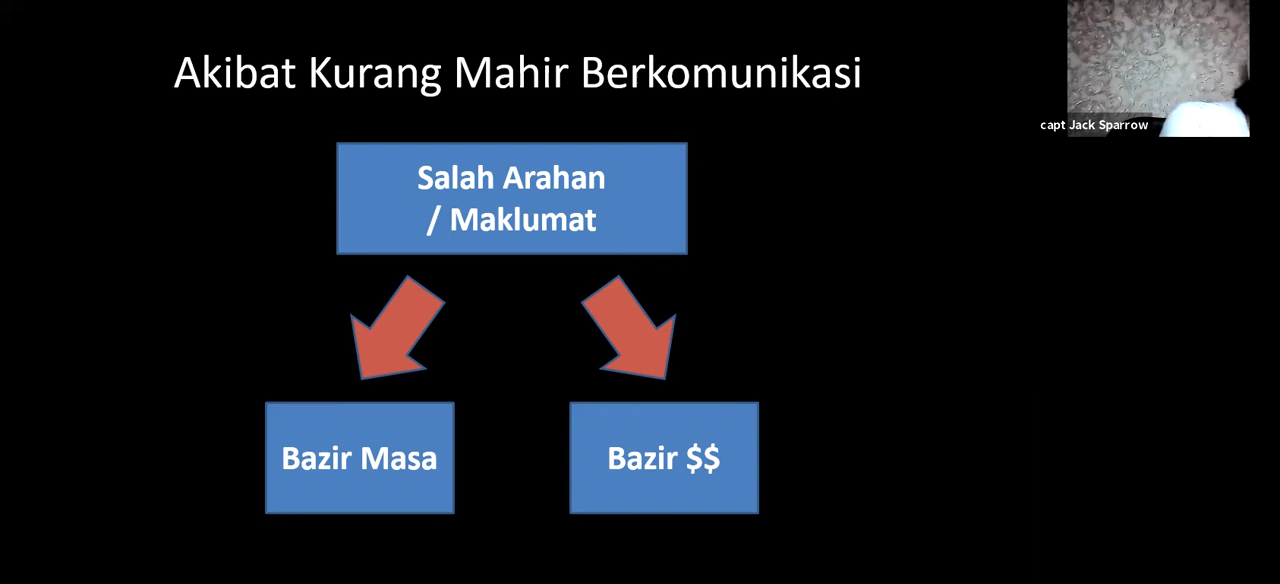 Akibat Kurang Mahir Berkomunikasi
capt Jack Sparrow
Salah Arahan
/ Maklumat
Bazir Masa
Bazir $$